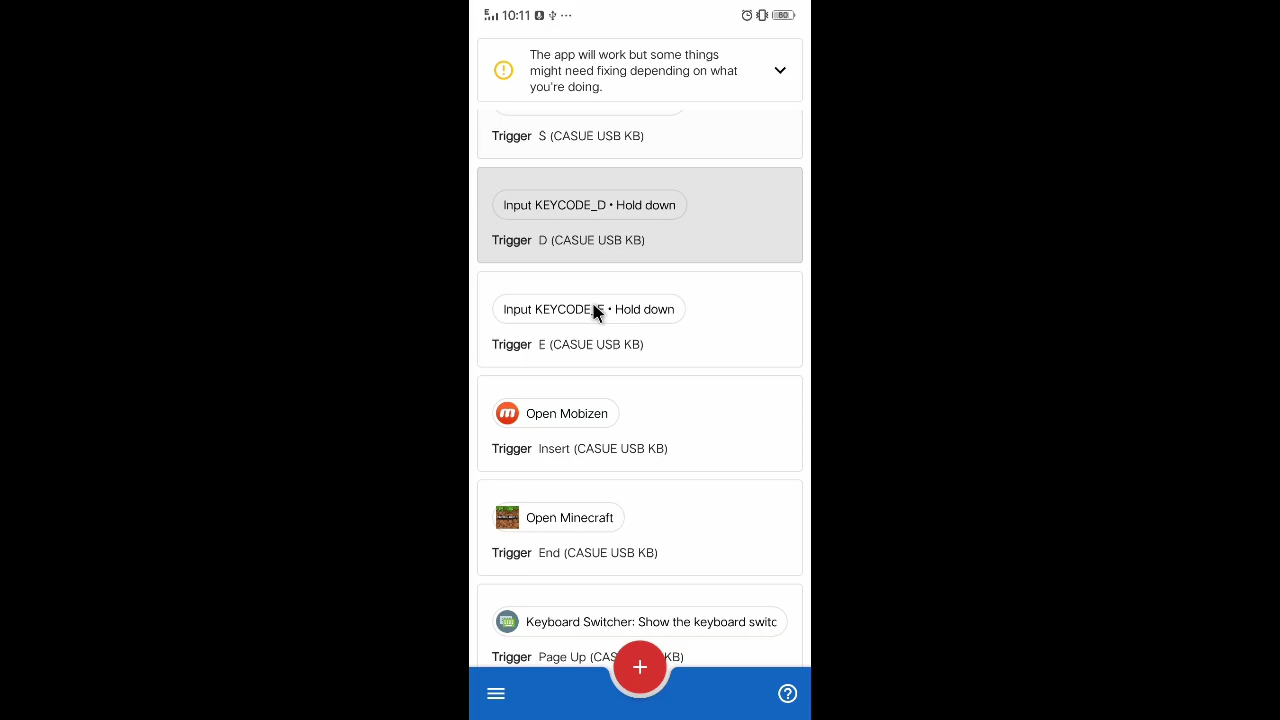 10:11
80
The app will work but some things
might need fixing depending on what
you're doing.
Trigger S (CASUE USB KB)
Input KEYCODE_D • Hold down
Trigger D (CASUE USB KB)
Input KEYCODE_E • Hold down
Trigger E (CASUE USB KB)
Open Mobizen
Trigger Insert (CASUE USB KB)
Open Minecraft
Trigger End (CASUE USB KB)
Keyboard Switcher: Show the keyboard switc
Trigger Page Up (CAS KB)